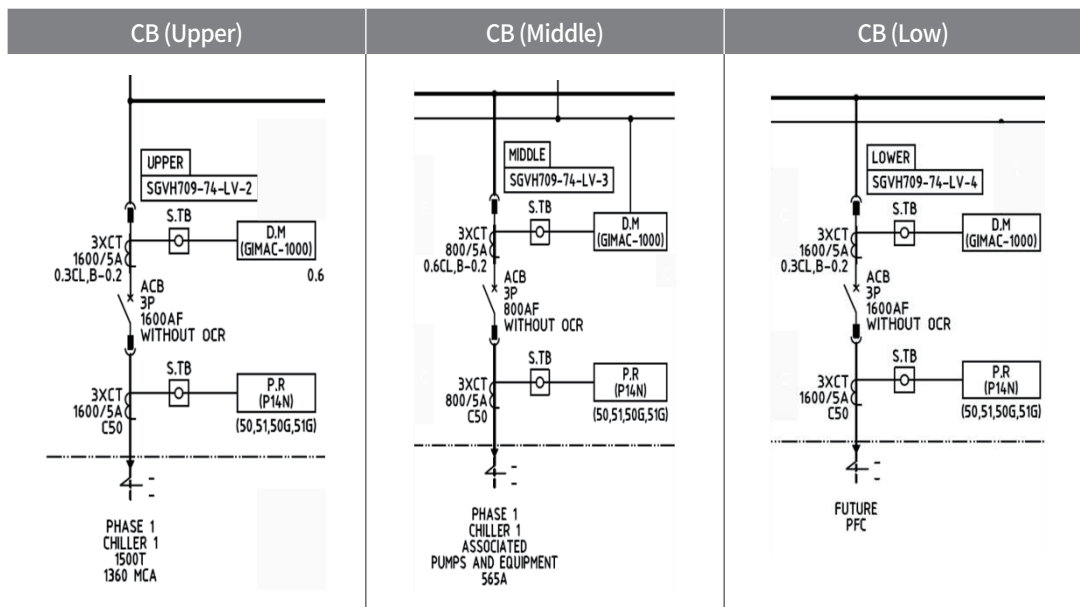 CB (Upper)
UPPER
SGVH709-74-LV-2
S.TB
3XCT
1600/5A
0.3CL,B-0.2
D.M
(GIMAC-1000)
0.6
ACB
3P
1600AF
WITHOUT OCR
S.TB
3XCT
1600/5A
C50
P.R
(P14N)
(50,51,50G,51G)
PHASE 1
CHILLER 1
1500T
1360 MCA
CB (Middle)
MIDDLE
SGVH709-74-LV-3
S.TB
3XCT
800/5A
0.6CL,B-0.2
D.M
(GIMAC-1000)
ACB
3P
800AF
WITHOUT OCR
S.TB
3XCT
800/5A
C50
P.R
(P14N)
(50,51,50G,51G)
PHASE 1
CHILLER 1
ASSOCIATED
PUMPS AND EQUIPMENT
565A
CB (Low)
LOWER
SGVH709-74-LV-4
S.TB
3XCT
1600/5A
0.3CL,B-0.2
D.M
(GIMAC-1000)
ACB
3P
1600AF
WITHOUT OCR
S.TB
3XCT
1600/5A
C50
P.R
(P14N)
(50,51,50G,51G)
FUTURE
PFC